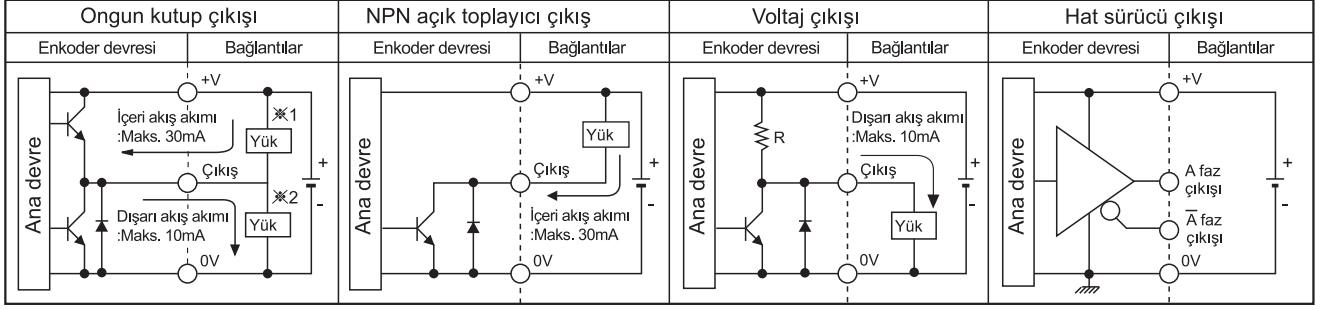 Ongun kutup çıkışı
NPN açık toplayıcı çıkış
Voltaj çıkışı
Hat sürücü çıkışı
Enkoder devresi
Bağlantılar
Enkoder devresi
Bağlantılar
Enkoder devresi
Bağlantılar
Enkoder devresi
Bağlantılar
Ana devre
+V
İçeri akış akımı
:Maks. 30mA
※1
Yük
Çıkış
※2
Yük
Dışarı akış akımı
:Maks. 10mA
0V
+
-
Ana devre
+V
Yük
Çıkış
İçeri akış akımı
:Maks. 30mA
0V
+
-
Ana devre
+V
R
Dışarı akış akımı
:Maks. 10mA
Çıkış
Yük
0V
+
-
Ana devre
+V
A faz
çıkışı
A̅ faz
çıkışı
0V
+
-